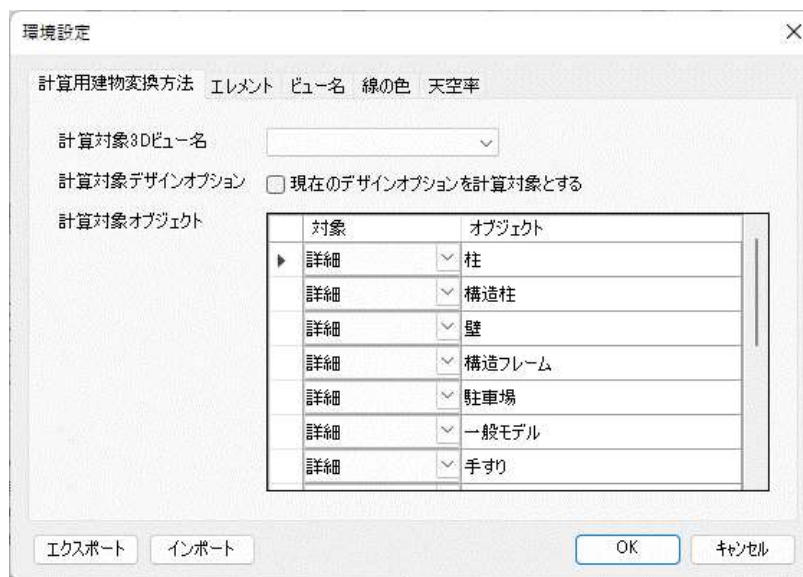 環境設定
計算用建物変換方法 エレメント ビュー名 線の色 天空率
計算対象3Dビュー名
計算対象デザインオプション 現在のデザインオプションを計算対象とする
計算対象オブジェクト
対象 オブジェクト
詳細 柱
詳細 構造柱
詳細 壁
詳細 構造フレーム
詳細 駐車場
詳細 一般モデル
詳細 手すり
エクスポート インポート OK キャンセル